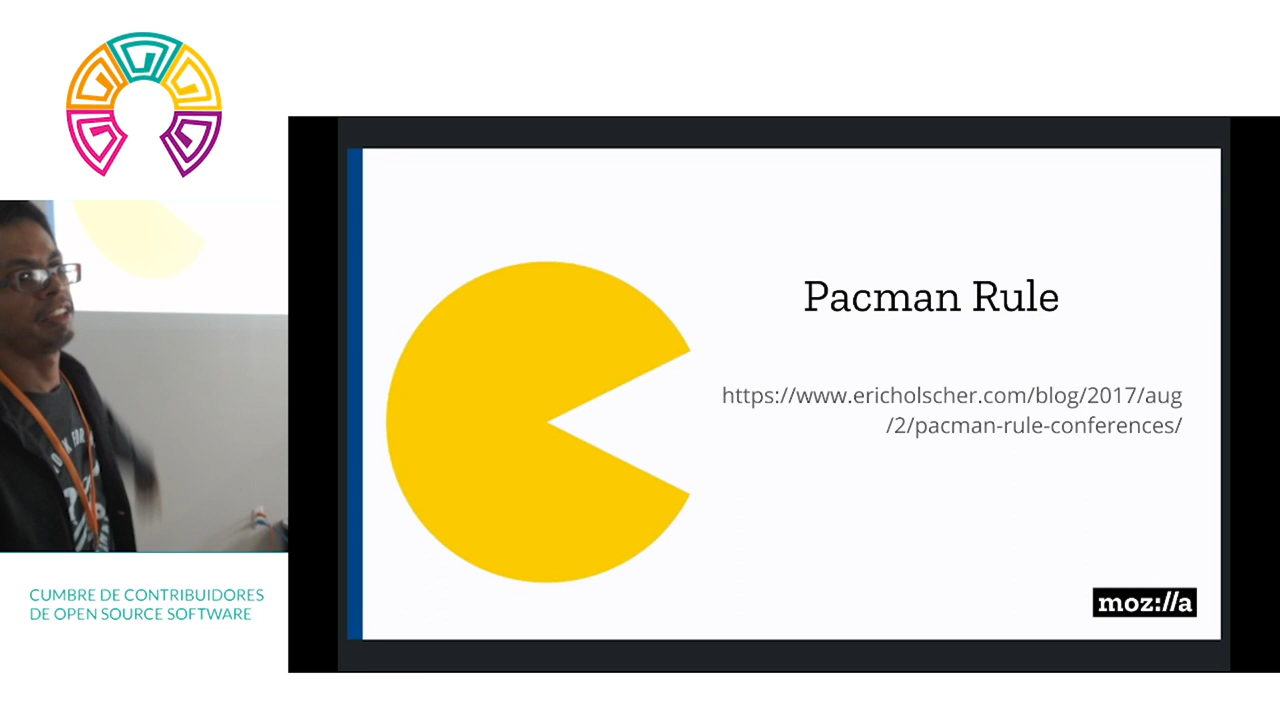 Pacman Rule
https://www.ericholscher.com/blog/2017/aug
/2/pacman-rule-conferences/
moz://a
CUMBRE DE CONTRIBUIDORES
DE OPEN SOURCE SOFTWARE